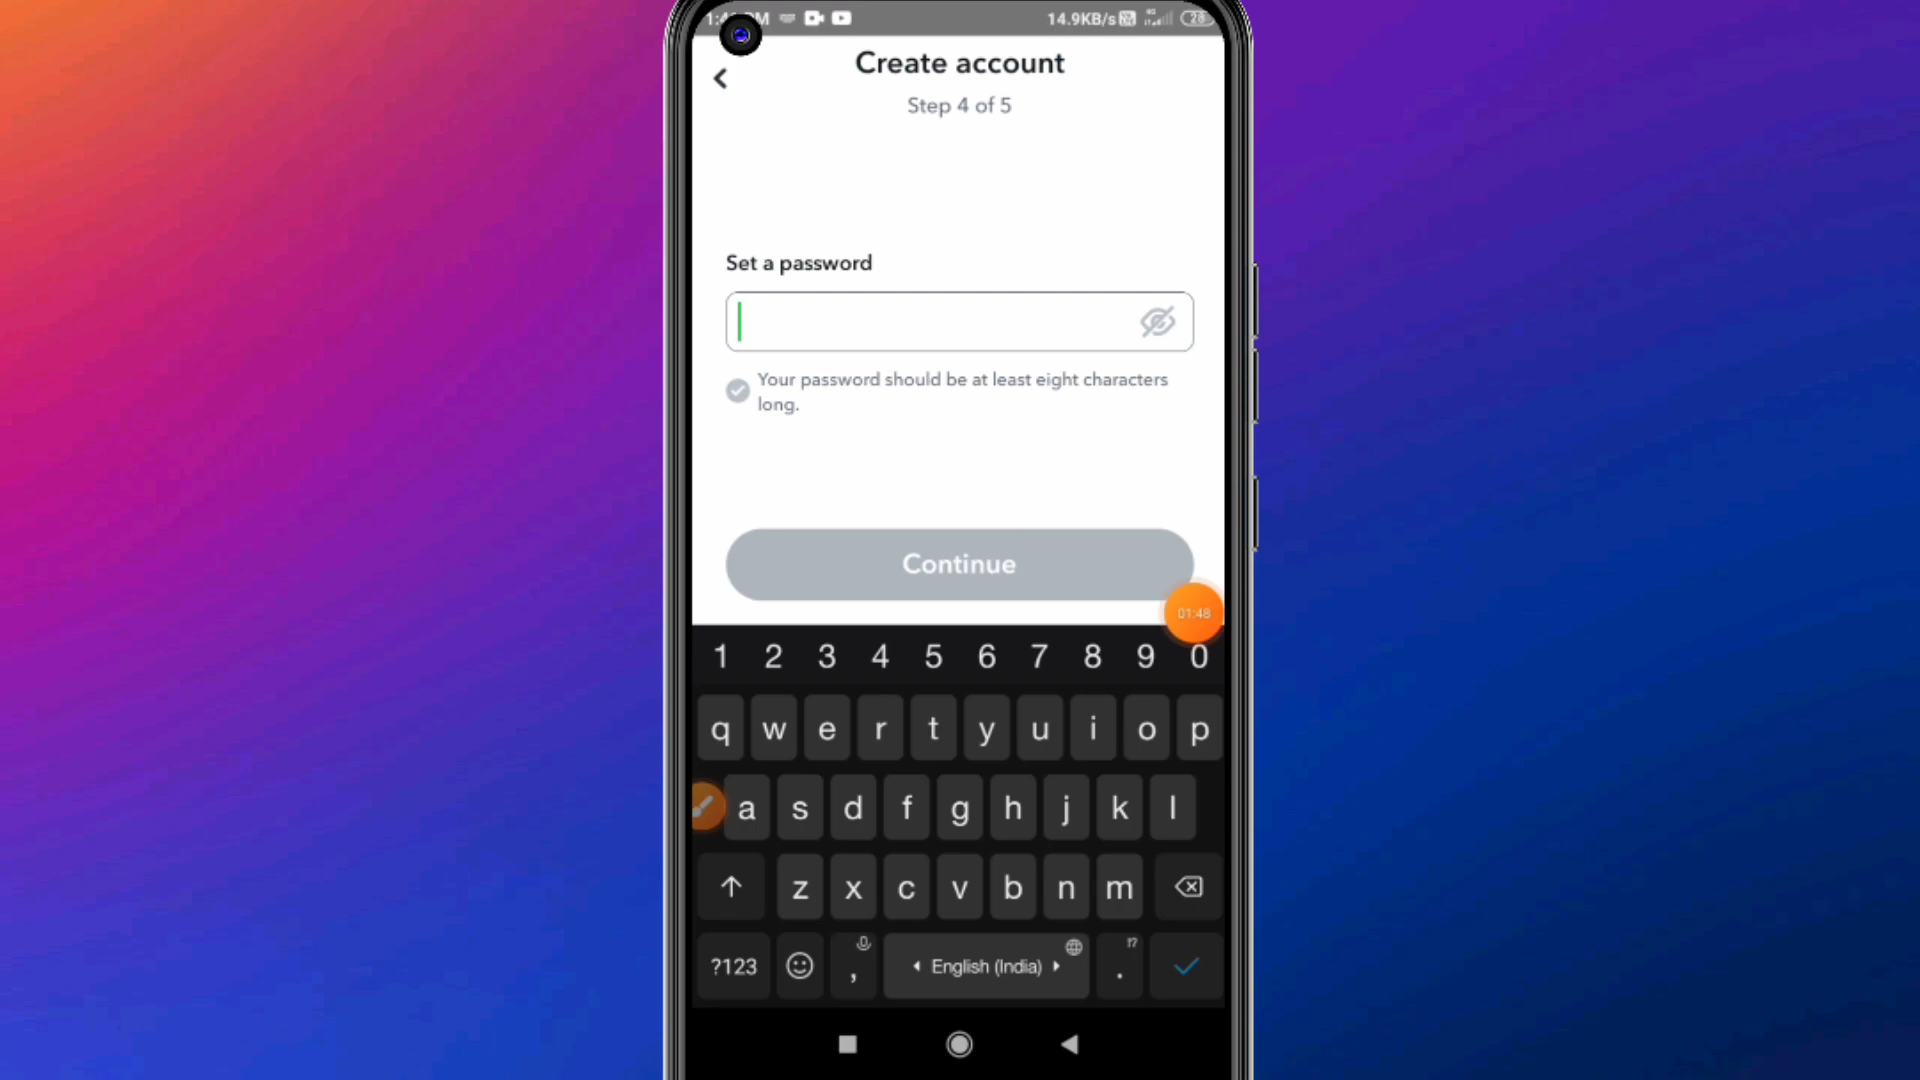 14.9KB/s 28
Create account
Step 4 of 5
Set a password
Your password should be at least eight characters
long.
Continue
01:48
1 2 3 4 5 6 7 8 9 0
q w e r t y u i o p
a s d f g h j k l
z x c v b n m
?123 , English (India) . !?